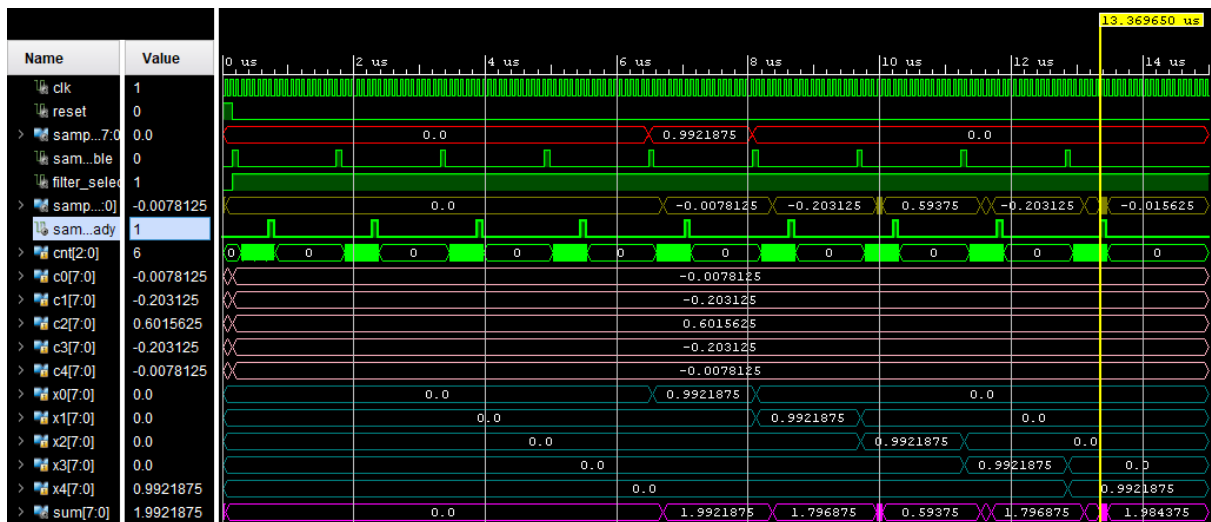 13.369650 us
Name Value 0 us 2 us 4 us 6 us 8 us 10 us 12 us 14 us
clk 1
reset 0
samp...7:0 0.0 0.0 0.9921875 0.0
sam...ble 0
filter_selec 1
samp...:0] -0.0078125 0.0 -0.0078125 -0.203125 0.59375 -0.203125 -0.015625
sam...ady 1
cnt[2:0] 6 0 0 0 0 0 0 0 0 0 0
c0[7:0] -0.0078125 -0.0078125
c1[7:0] -0.203125 -0.203125
c2[7:0] 0.6015625 0.6015625
c3[7:0] -0.203125 -0.203125
c4[7:0] -0.0078125 -0.0078125
x0[7:0] 0.0 0.0 0.9921875 0.0
x1[7:0] 0.0 0.0 0.9921875 0.0
x2[7:0] 0.0 0.0 0.9921875 0.0
x3[7:0] 0.0 0.0 0.9921875 0.0
x4[7:0] 0.9921875 0.0 0.9921875
sum[7:0] 1.9921875 0.0 1.9921875 1.796875 0.59375 1.796875 1.984375